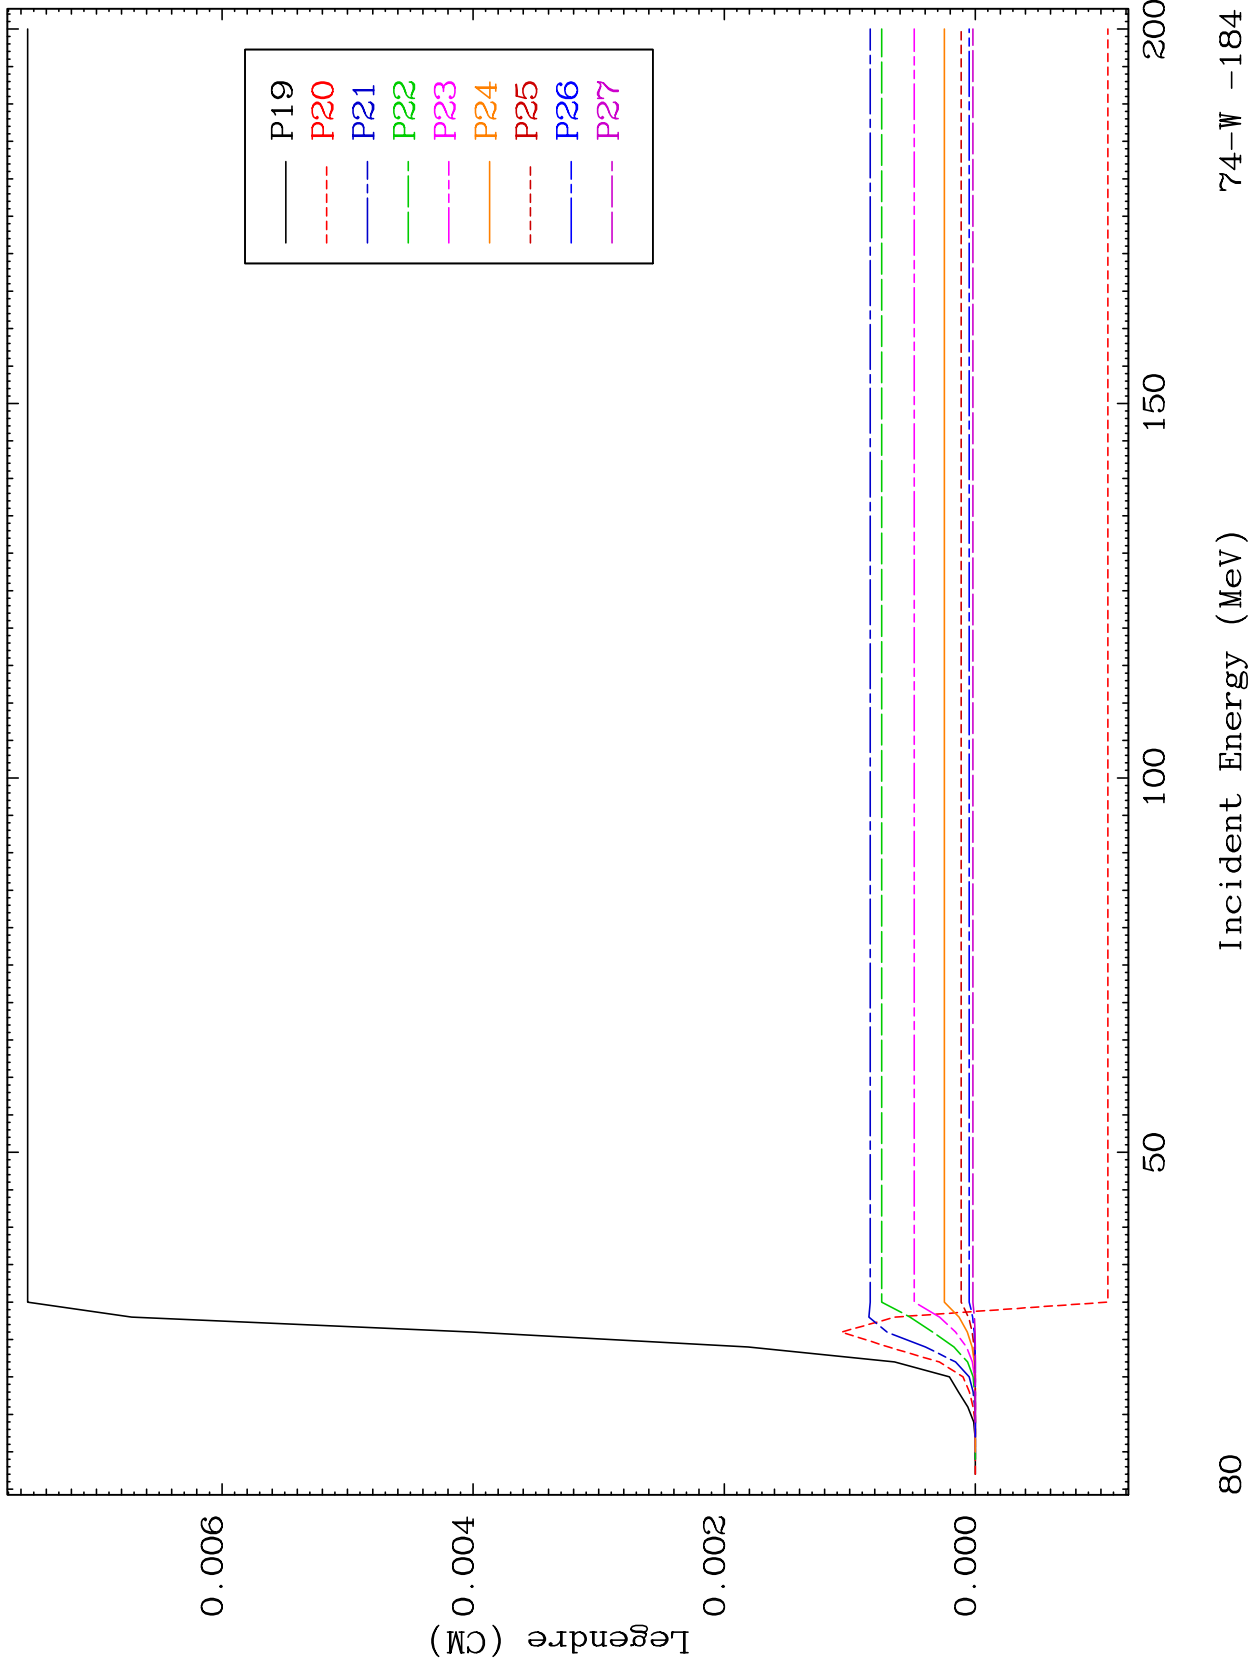 P19
P20
P21
P22
P23
P24
P25
P26
P27
0.006
0.004
0.002
0.000
Legendre (CM)
50
100
150
200
Incident Energy (MeV)
80
74-W -184